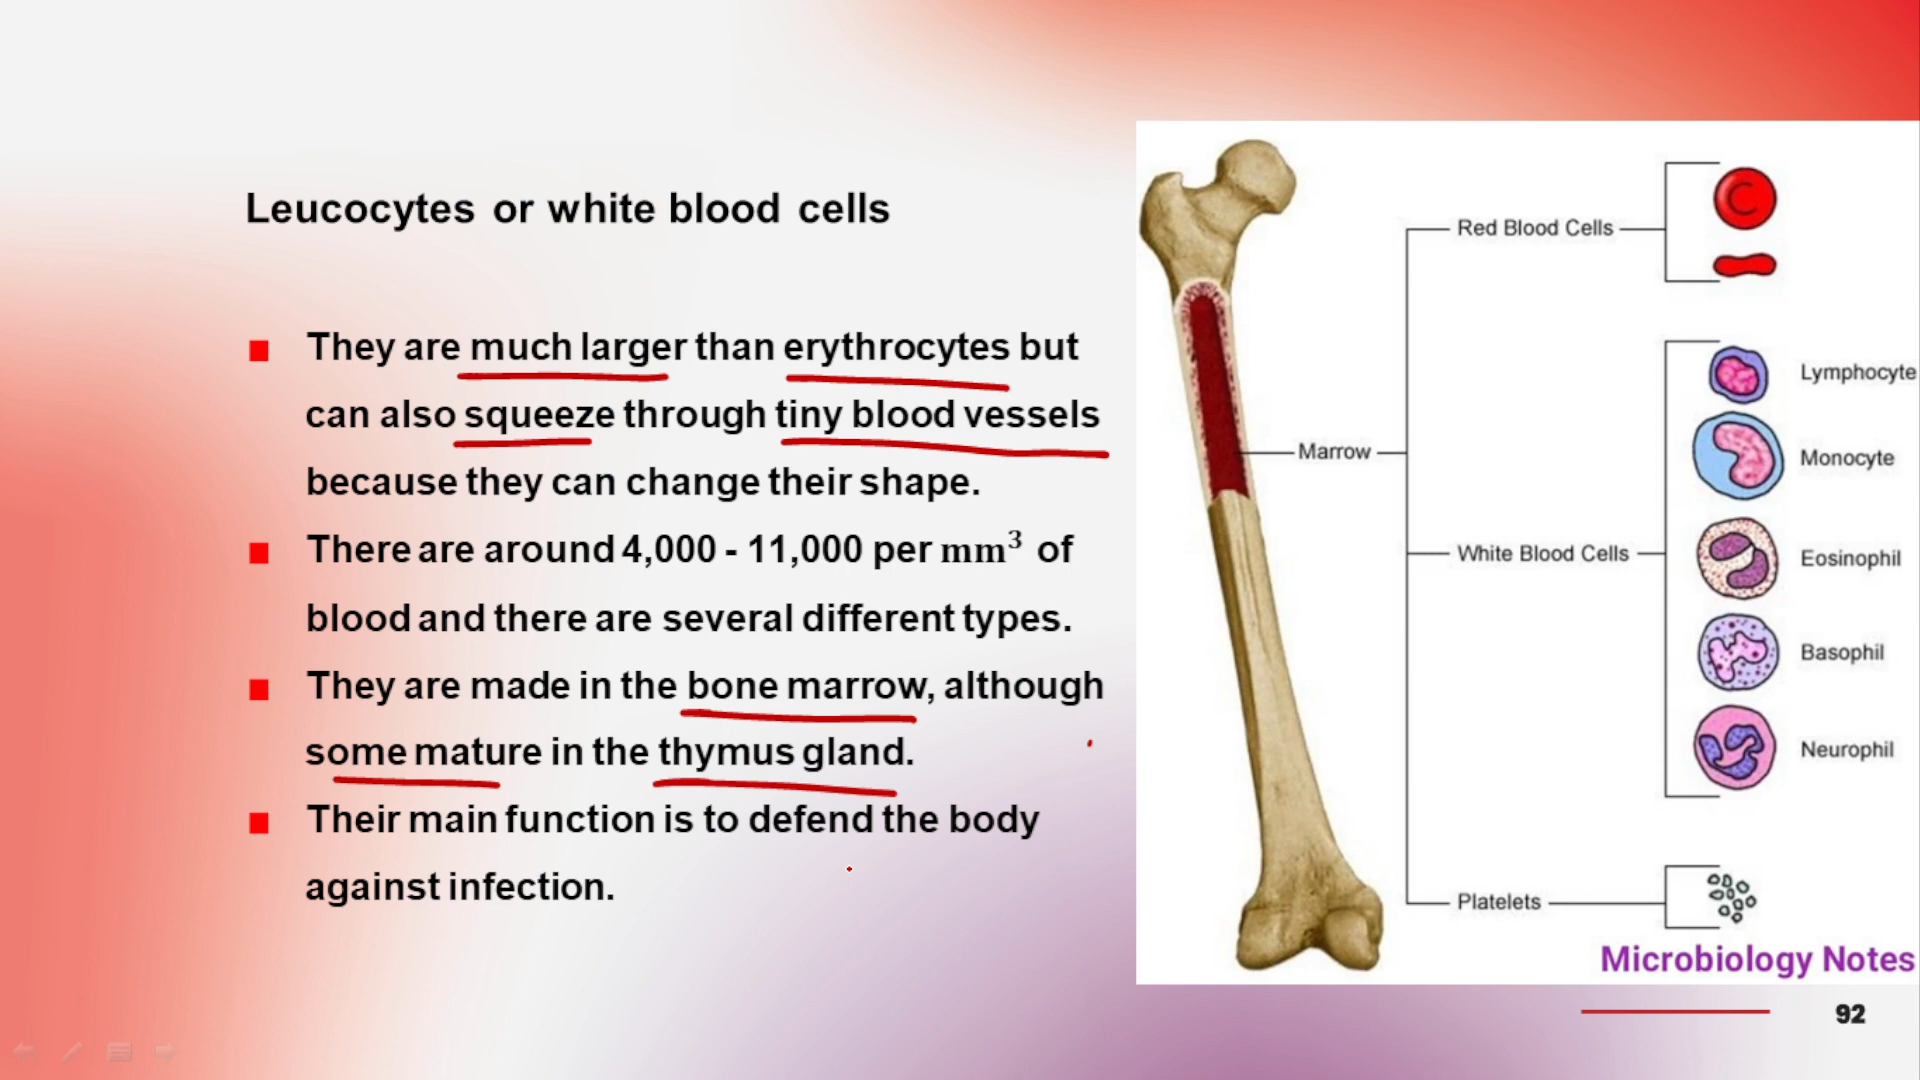 Leucocytes or white blood cells
They are much larger than erythrocytes but
can also squeeze through tiny blood vessels
because they can change their shape.
There are around 4,000 - 11,000 per mm³ of
blood and there are several different types.
They are made in the bone marrow, although
some mature in the thymus gland.
Their main function is to defend the body
against infection.
Red Blood Cells
Lymphocyte
Monocyte
Marrow
White Blood Cells
Eosinophil
Basophil
Neurophil
Platelets
Microbiology Notes
92